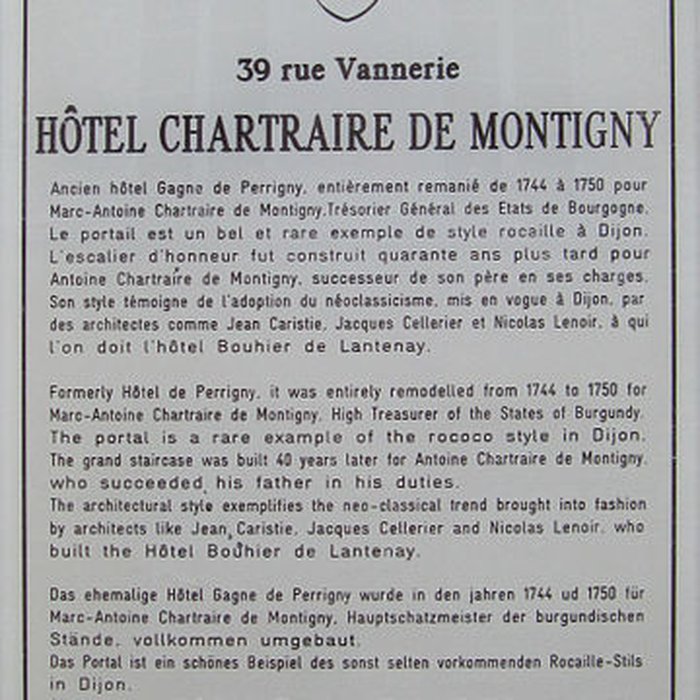 39 rue Vannerie
HÔTEL CHARTRAIRE DE MONTIGNY
Ancien hôtel Gagne de Perrigny, entièrement remanié de 1744 à 1750 pour
Marc-Antoine Chartraire de Montigny,Trésorier Général des Etats de Bourgogne.
Le portail est un bel et rare exemple de style rocaille à Dijon.
L'escalier d'honneur fut construit quarante ans plus tard pour
Antoine Chartraire de Montigny, successeur de son père en ses charges.
Son style témoigne de l'adoption du néoclassicisme, mis en vogue à Dijon, par
des architectes comme Jean Caristie, Jacques Cellerier et Nicolas Lenoir, à qui
l'on doit l'hôtel Bouhier de Lantenay.
Formerly Hôtel de Perrigny, it was entirely remodelled from 1744 to 1750 for
Marc-Antoine Chartraire de Montigny, High Treasurer of the States of Burgundy.
The portal is a rare example of the rococo style in Dijon.
The grand staircase was built 40 years later for Antoine Chartraire de Montigny,
who succeeded his father in his duties.
The architectural style exemplifies the neo-classical trend brought into fashion
by architects like Jean Caristie, Jacques Cellerier and Nicolas Lenoir, who
built the Hôtel Bouhier de Lantenay.
Das ehemalige Hôtel Gagne de Perrigny wurde in den jahren 1744 ud 1750 für
Marc-Antoine Chartraire de Montigny, Hauptschatzmeister der burgundischen
Stände, vollkommen umgebaut.
Das Portal ist ein schönes Beispiel des sonst selten vorkommenden Rocaille-Stils
in Dijon.